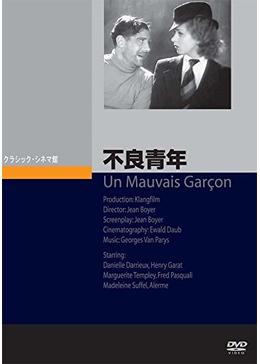 クラシック・シネマ館
不良青年
Un Mauvais Garçon
Production: Klangfilm
Director: Jean Boyer
Screenplay: Jean Boyer
Cinematography: Ewald Daub
Music: Georges Van Parys
Starring:
Danielle Darrieux, Henry Garat
Marguerite Templey, Fred Pasquali
Madeleine Suffel, Alerme
DVD
VIDEO